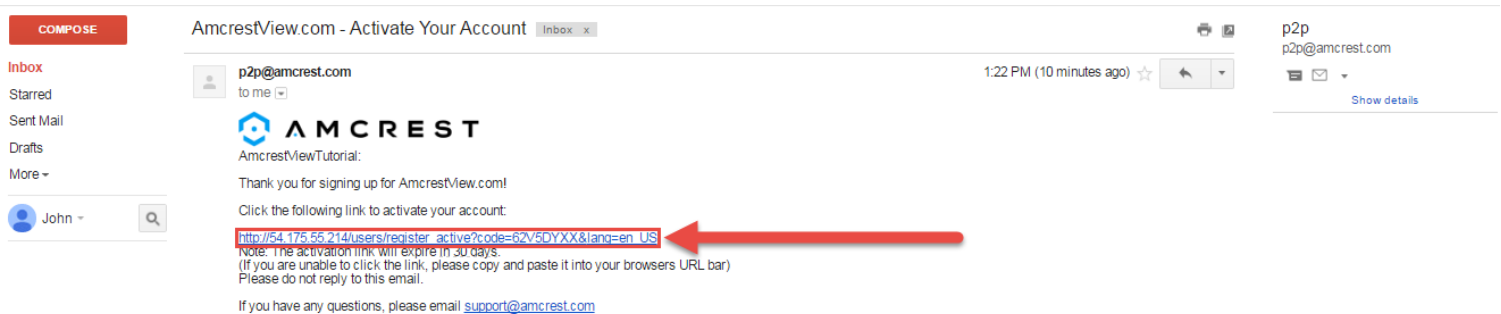 COMPOSE
Inbox
Starred
Sent Mail
Drafts
More
John
AmcrestView.com - Activate Your Account Inbox x
p2p@amcrest.com 1:22 PM (10 minutes ago)
to me
AMCREST
AmcrestViewTutorial:
Thank you for signing up for AmcrestView.com!
Click the following link to activate your account:
http://54.175.55.214/users/register_active?code=62V5DYXX&lang=en_US
Note: The activation link will expire in 30 days.
(If you are unable to click the link, please copy and paste it into your browsers URL bar)
Please do not reply to this email.
If you have any questions, please email support@amcrest.com
p2p
p2p@amcrest.com
Show details